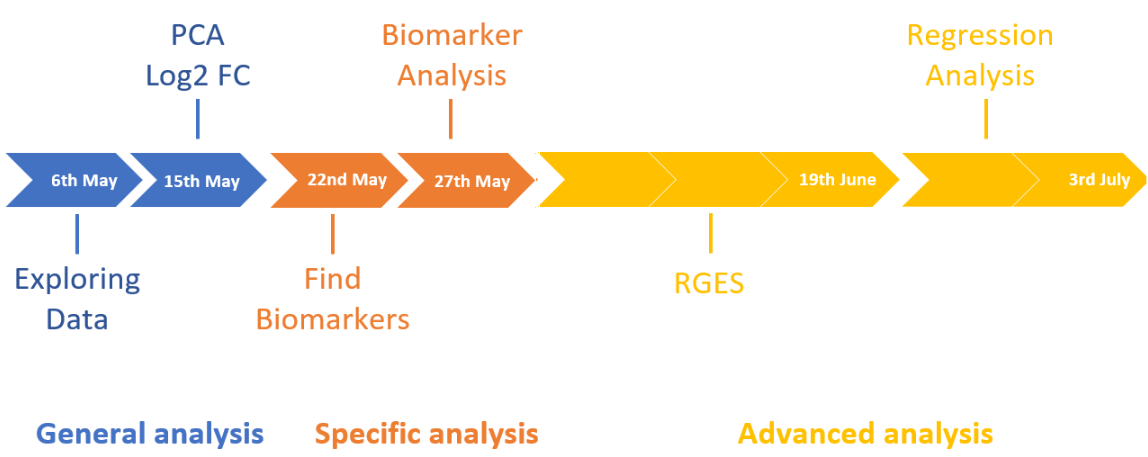 PCA
Log2 FC
Biomarker
Analysis
Regression
Analysis
6th May
15th May
22nd May
27th May
19th June
3rd July
Exploring
Data
Find
Biomarkers
RGES
General analysis
Specific analysis
Advanced analysis